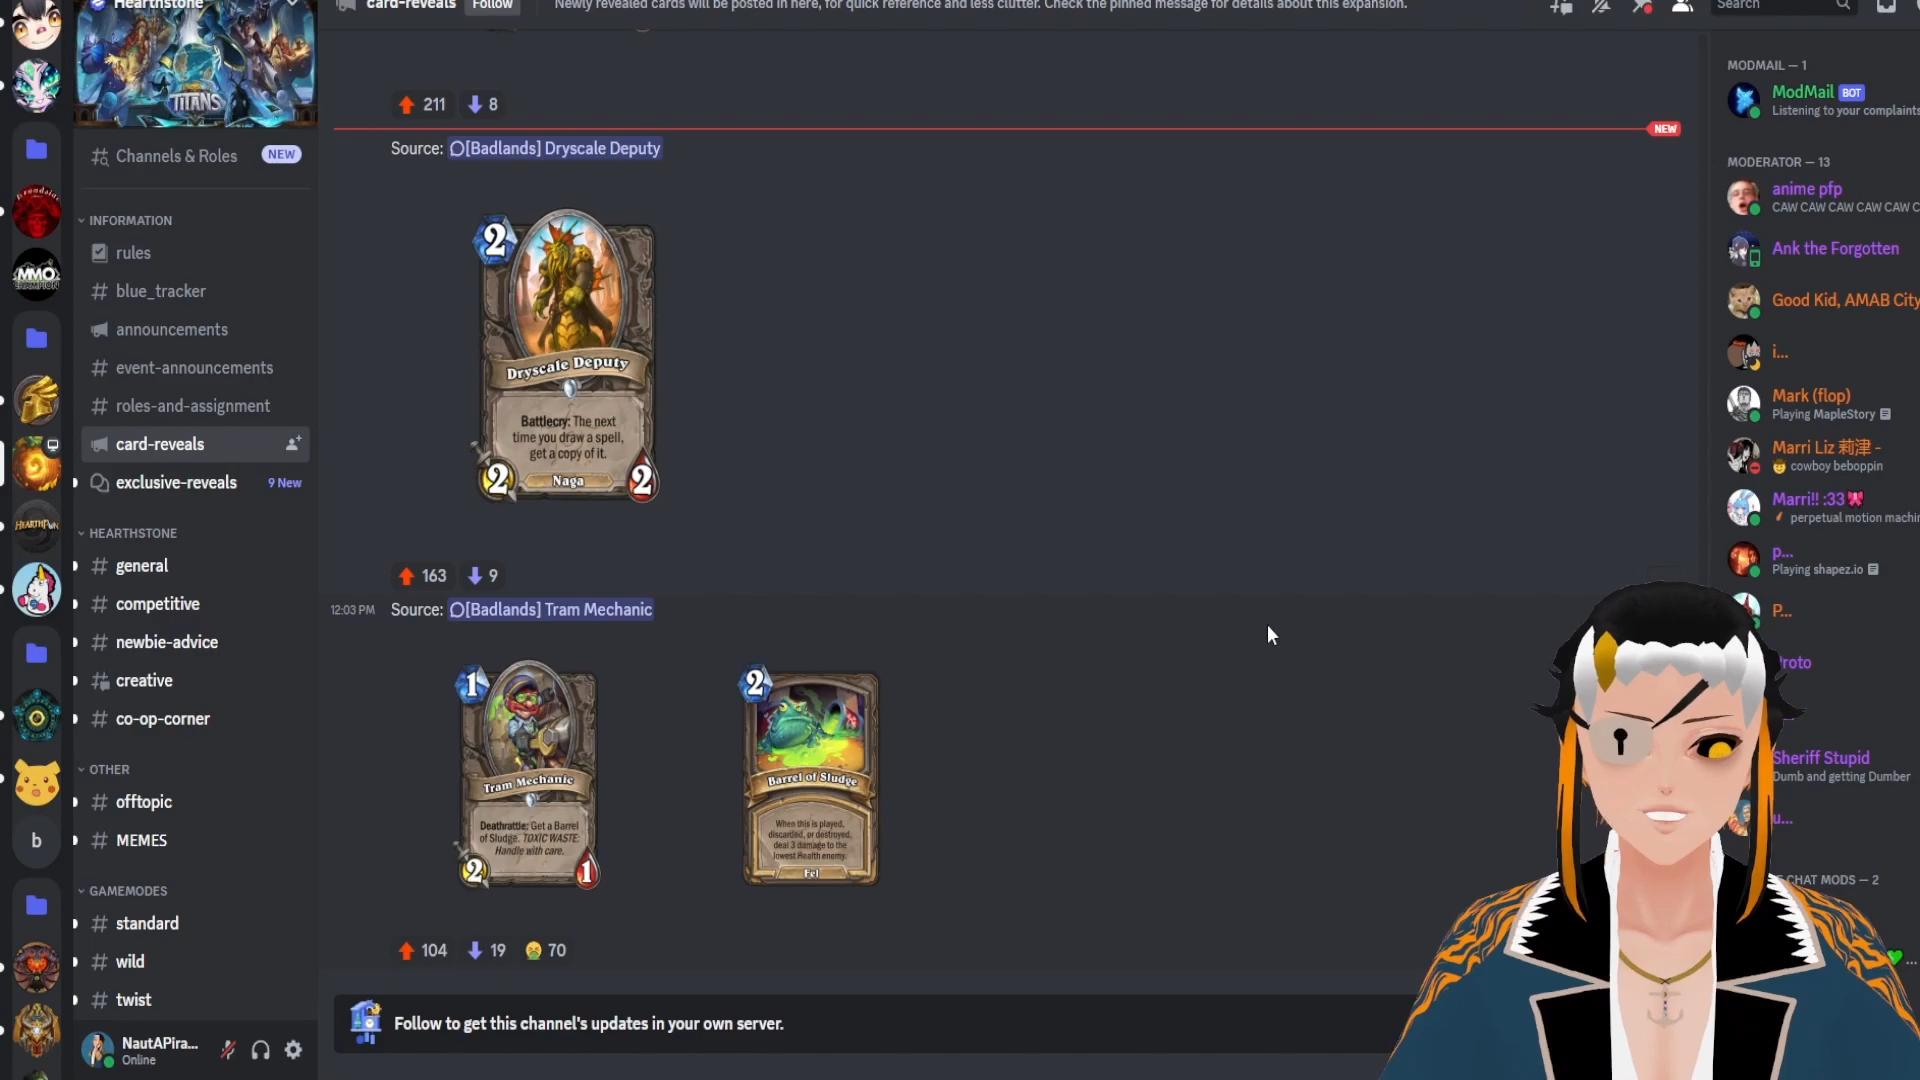 Hearthstone
card-reveals
Follow
Newly revealed cards will be posted in here, for quick reference and less clutter. Check the pinned message for details about this expansion.
Search
TITANS
Channels & Roles
NEW
INFORMATION
rules
blue_tracker
announcements
event-announcements
roles-and-assignment
card-reveals
exclusive-reveals
9 New
HEARTHSTONE
general
competitive
newbie-advice
creative
co-op-corner
OTHER
offtopic
MEMES
GAMEMODES
standard
wild
twist
NautAPira...
Online
MMO
CHAMPION
HEARTHPWN
b
211
8
NEW
Source: [Badlands] Dryscale Deputy
2
Dryscale Deputy
Battlecry: The next
time you draw a spell,
get a copy of it.
2
Naga
2
163
9
12:03 PM
Source: [Badlands] Tram Mechanic
1
Tram Mechanic
Deathrattle: Get a Barrel
of Sludge. TOXIC WASTE:
Handle with care.
2
1
2
Barrel of Sludge
When this is played,
discarded, or destroyed,
deal 3 damage to the
lowest Health enemy.
Fel
104
19
70
Follow to get this channel's updates in your own server.
MODMAIL — 1
ModMail BOT
Listening to your complaints
MODERATOR — 13
anime pfp
CAW CAW CAW CAW CAW C
Ank the Forgotten
Good Kid, AMAB City
i...
Mark (flop)
Playing MapleStory
Marri Liz 莉津 -
cowboy beboppin
Marri!! :33
perpetual motion machin
p...
Playing shapez.io
P...
roto
Sheriff Stupid
Dumb and getting Dumber
u...
CHAT MODS — 2
...